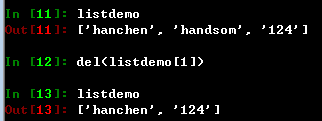 In [11]: listdemo
Out[11]: ['hanchen', 'handsom', '124']
In [12]: del(listdemo[1])
In [13]: listdemo
Out[13]: ['hanchen', '124']